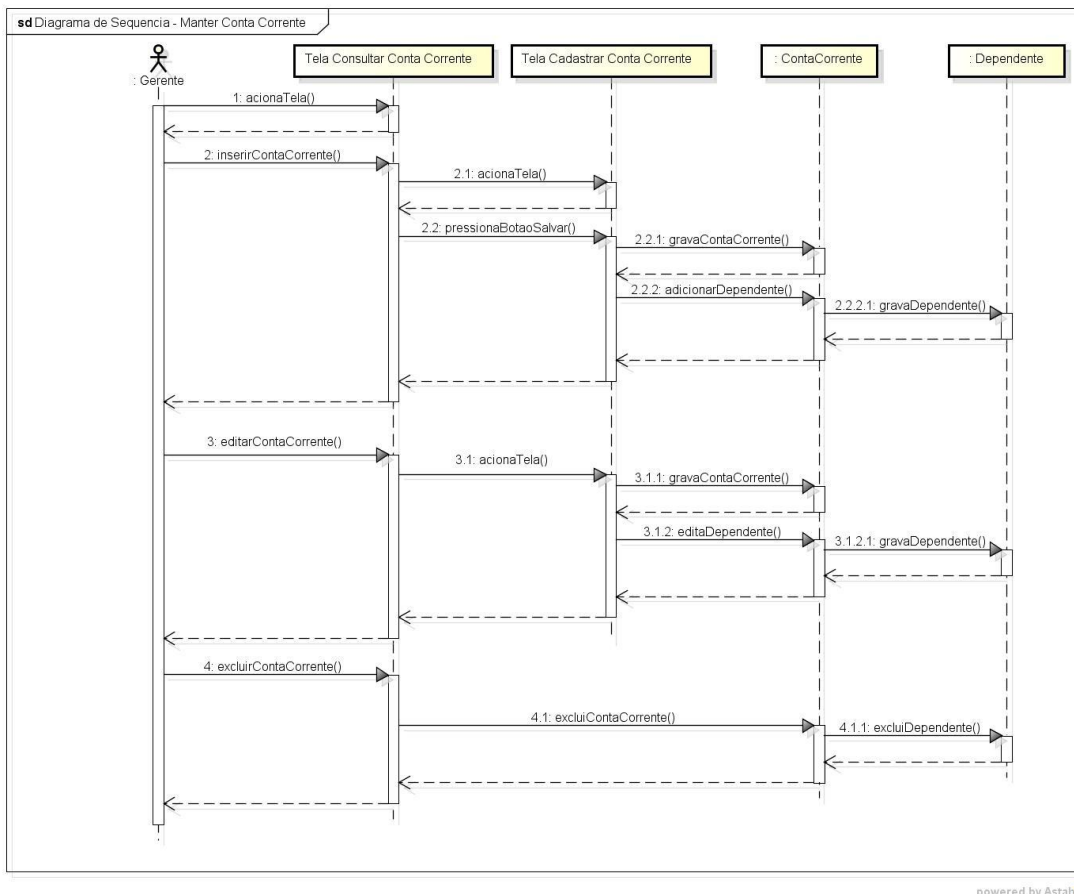 sd Diagrama de Sequencia - Manter Conta Corrente
: Gerente
Tela Consultar Conta Corrente
Tela Cadastrar Conta Corrente
: ContaCorrente
: Dependente
1: acionaTela()
2: inserirContaCorrente()
2.1: acionaTela()
2.2: pressionaBotaoSalvar()
2.2.1: gravaContaCorrente()
2.2.2: adicionarDependente()
2.2.2.1: gravaDependente()
3: editarContaCorrente()
3.1: acionaTela()
3.1.1: gravaContaCorrente()
3.1.2: editaDependente()
3.1.2.1: gravaDependente()
4: excluirContaCorrente()
4.1: excluiContaCorrente()
4.1.1: excluiDependente()
powered by Astah